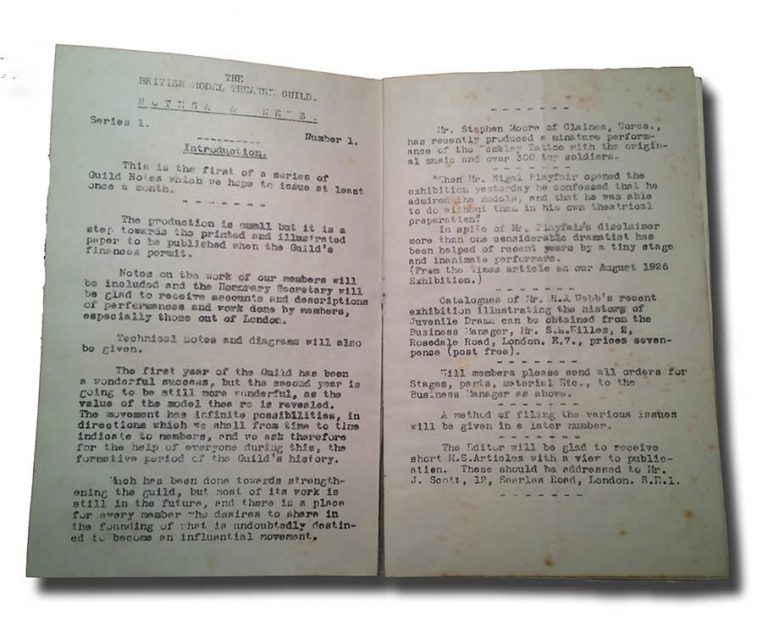 THE
BRITISH MODEL THEATRE GUILD.
NOTES & NEWS.
Series 1.
Number 1.
Introduction.
This is the first of a series of
Guild Notes which we hope to issue at least
once a month.
The production is small but it is a
step towards the printed and illustrated
paper to be published when the Guild's
finances permit.
Notes on the work of our members will
be included and the Honorary Secretary will
be glad to receive accounts and descriptions
of performances and work done by members,
especially those out of London.
Technical notes and diagrams will also
be given.
The first year of the Guild has been
a wonderful success, but the second year is
going to be still more wonderful, as the
value of the model thea re is revealed.
The movement has infinite possibilities, in
directions which we shall from time to time
indicate to members, and we ask therefore
for the help of everyone during this, the
formative period of the Guild's history.
Much has been done towards strength-
ening the guild, but most of its work is
still in the future, and there is a place
for every member who desires to share in
the founding of what is undoubtedly destin-
ed to become an influential movement.
Mr. Stephen Moore of Claines, Worcs.,
has recently produced a minature perform-
ance of the Wembley Tattoo with the origin-
al music and over 300 toy soldiers.
"When Mr. Nigel Playfair opened the
exhibition yesterday he confessed that he
admired the models, and that he was able
to do without them in his own theatrical
preparation"
In spite of Mr. Playfair's disclaimer
more than one considerable dramatist has
been helped of recent years by a tiny stage
and inanimate performers.
(From the Times article on our August 1926
Exhibition.)
Catalogues of Mr. H.J. Webb's recent
exhibition illustrating the history of
Juvenile Drama can be obtained from the
Business Manager, Mr. 2,
Rosedale Road, London. E.7., prices seven-
pence (post free).
Will members please send all orders for
Stages, parts, material Etc., to the
Business Manager as above.
A method of filing the various issues
will be given in a later number.
The Editor will be glad to receive
short M.S.Articles with a view to public-
ation. These should be addressed to Mr.
J. Scott, 12, Searles Road, London. S.E.1.